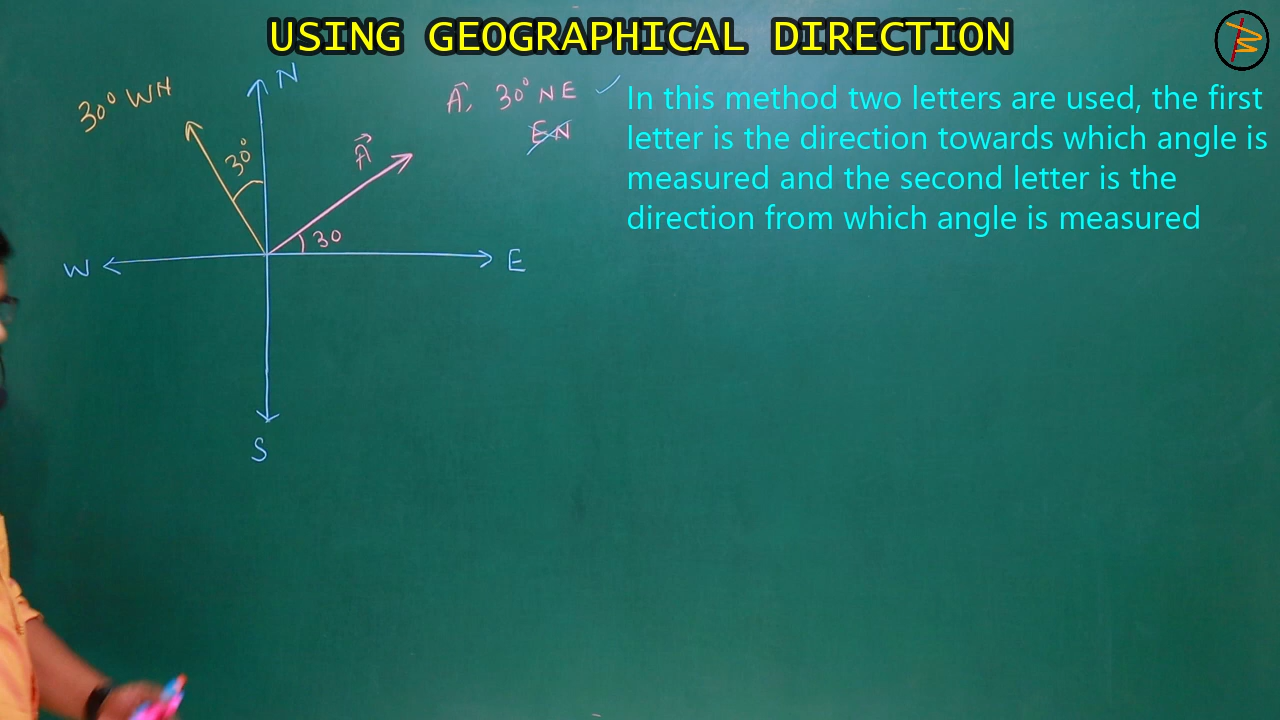 USING GEOGRAPHICAL DIRECTION
30° WN
N
A⃗, 30° NE ✓
EN
In this method two letters are used, the first
letter is the direction towards which angle is
measured and the second letter is the
direction from which angle is measured
30°
A⃗
30
W
E
S